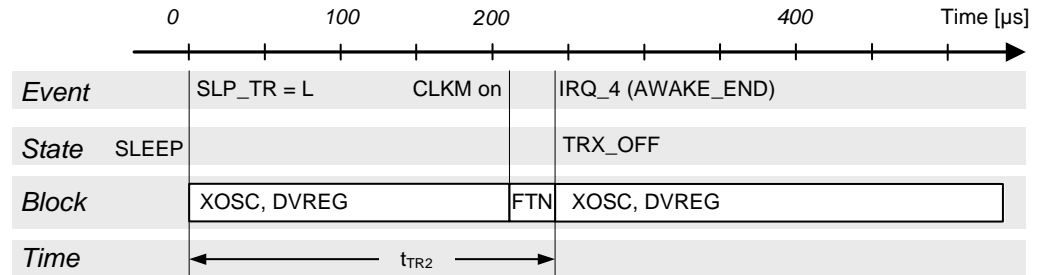 0 100 200 400 Time [µs]
Event SLP_TR = L CLKM on IRQ_4 (AWAKE_END)
State SLEEP TRX_OFF
Block XOSC, DVREG FTN XOSC, DVREG
Time tTR2